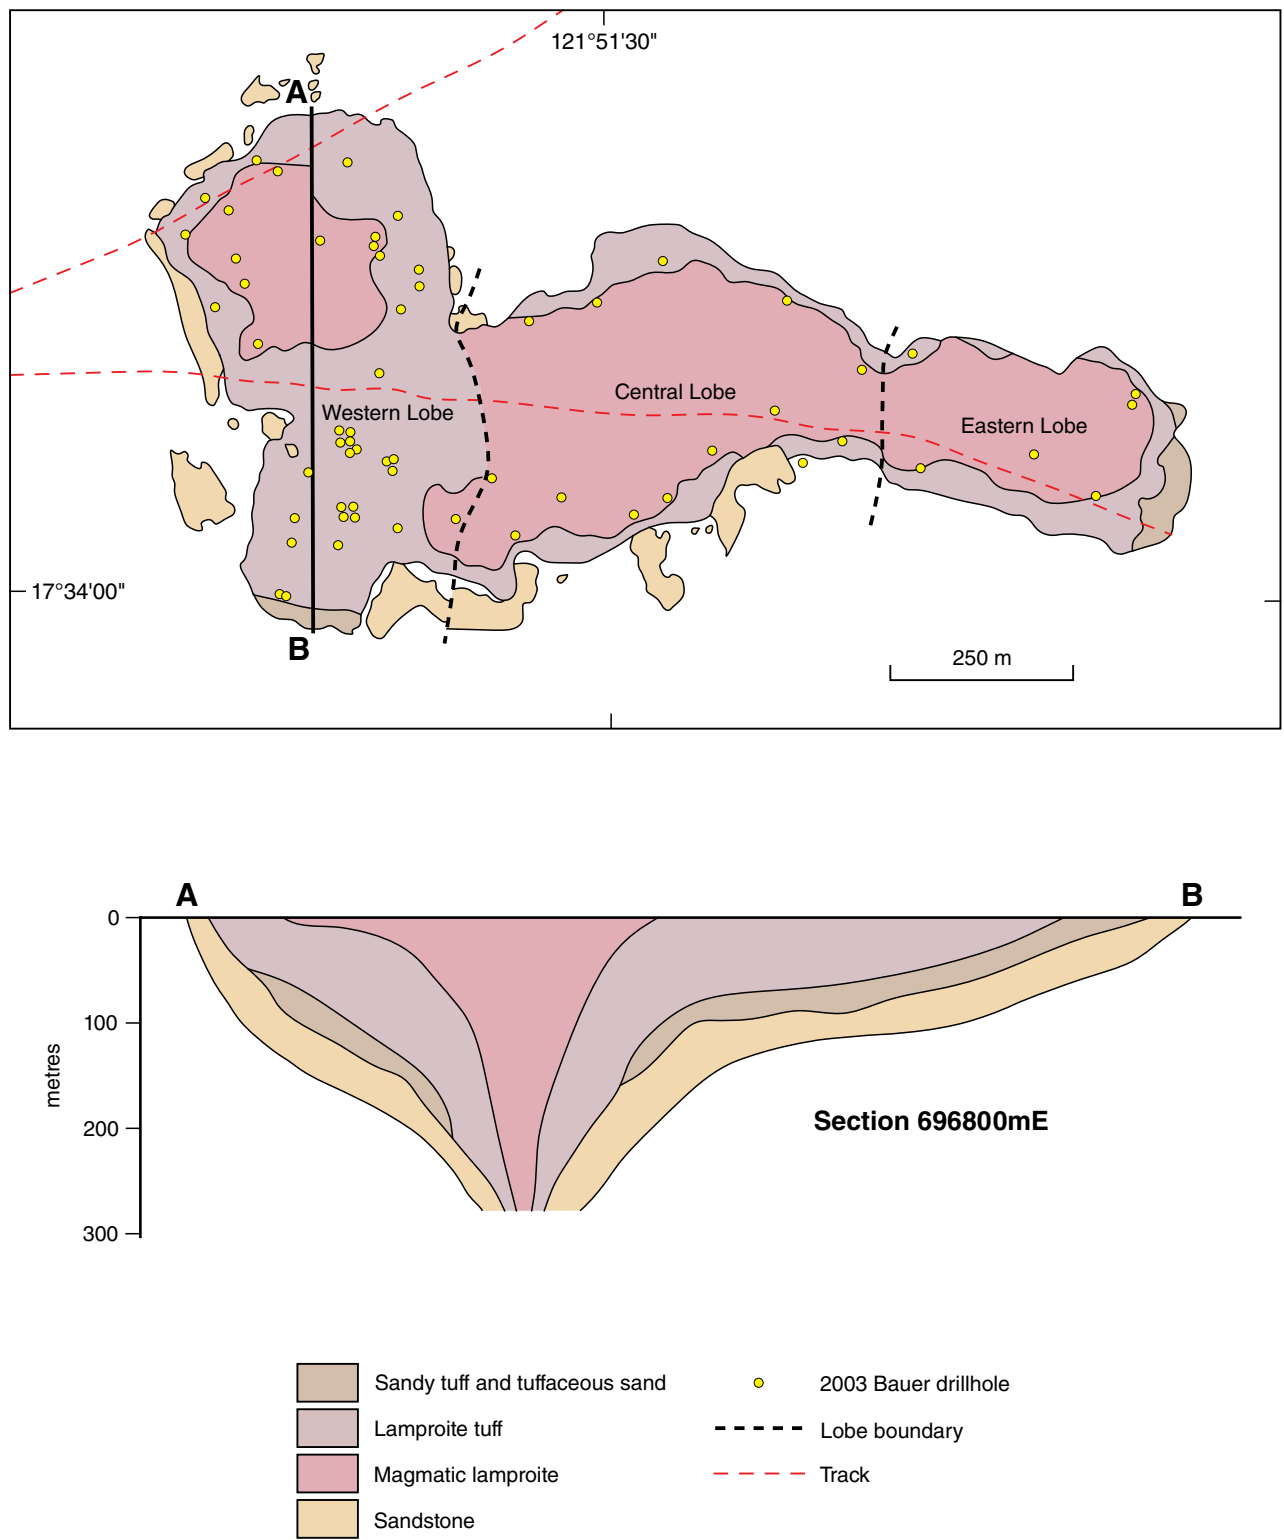 121°51'30"
A
Western Lobe
Central Lobe
Eastern Lobe
17°34'00"
B
250 m
A
B
0
100
200
300
metres
Section 696800mE
Sandy tuff and tuffaceous sand
Lamproite tuff
Magmatic lamproite
Sandstone
2003 Bauer drillhole
Lobe boundary
Track